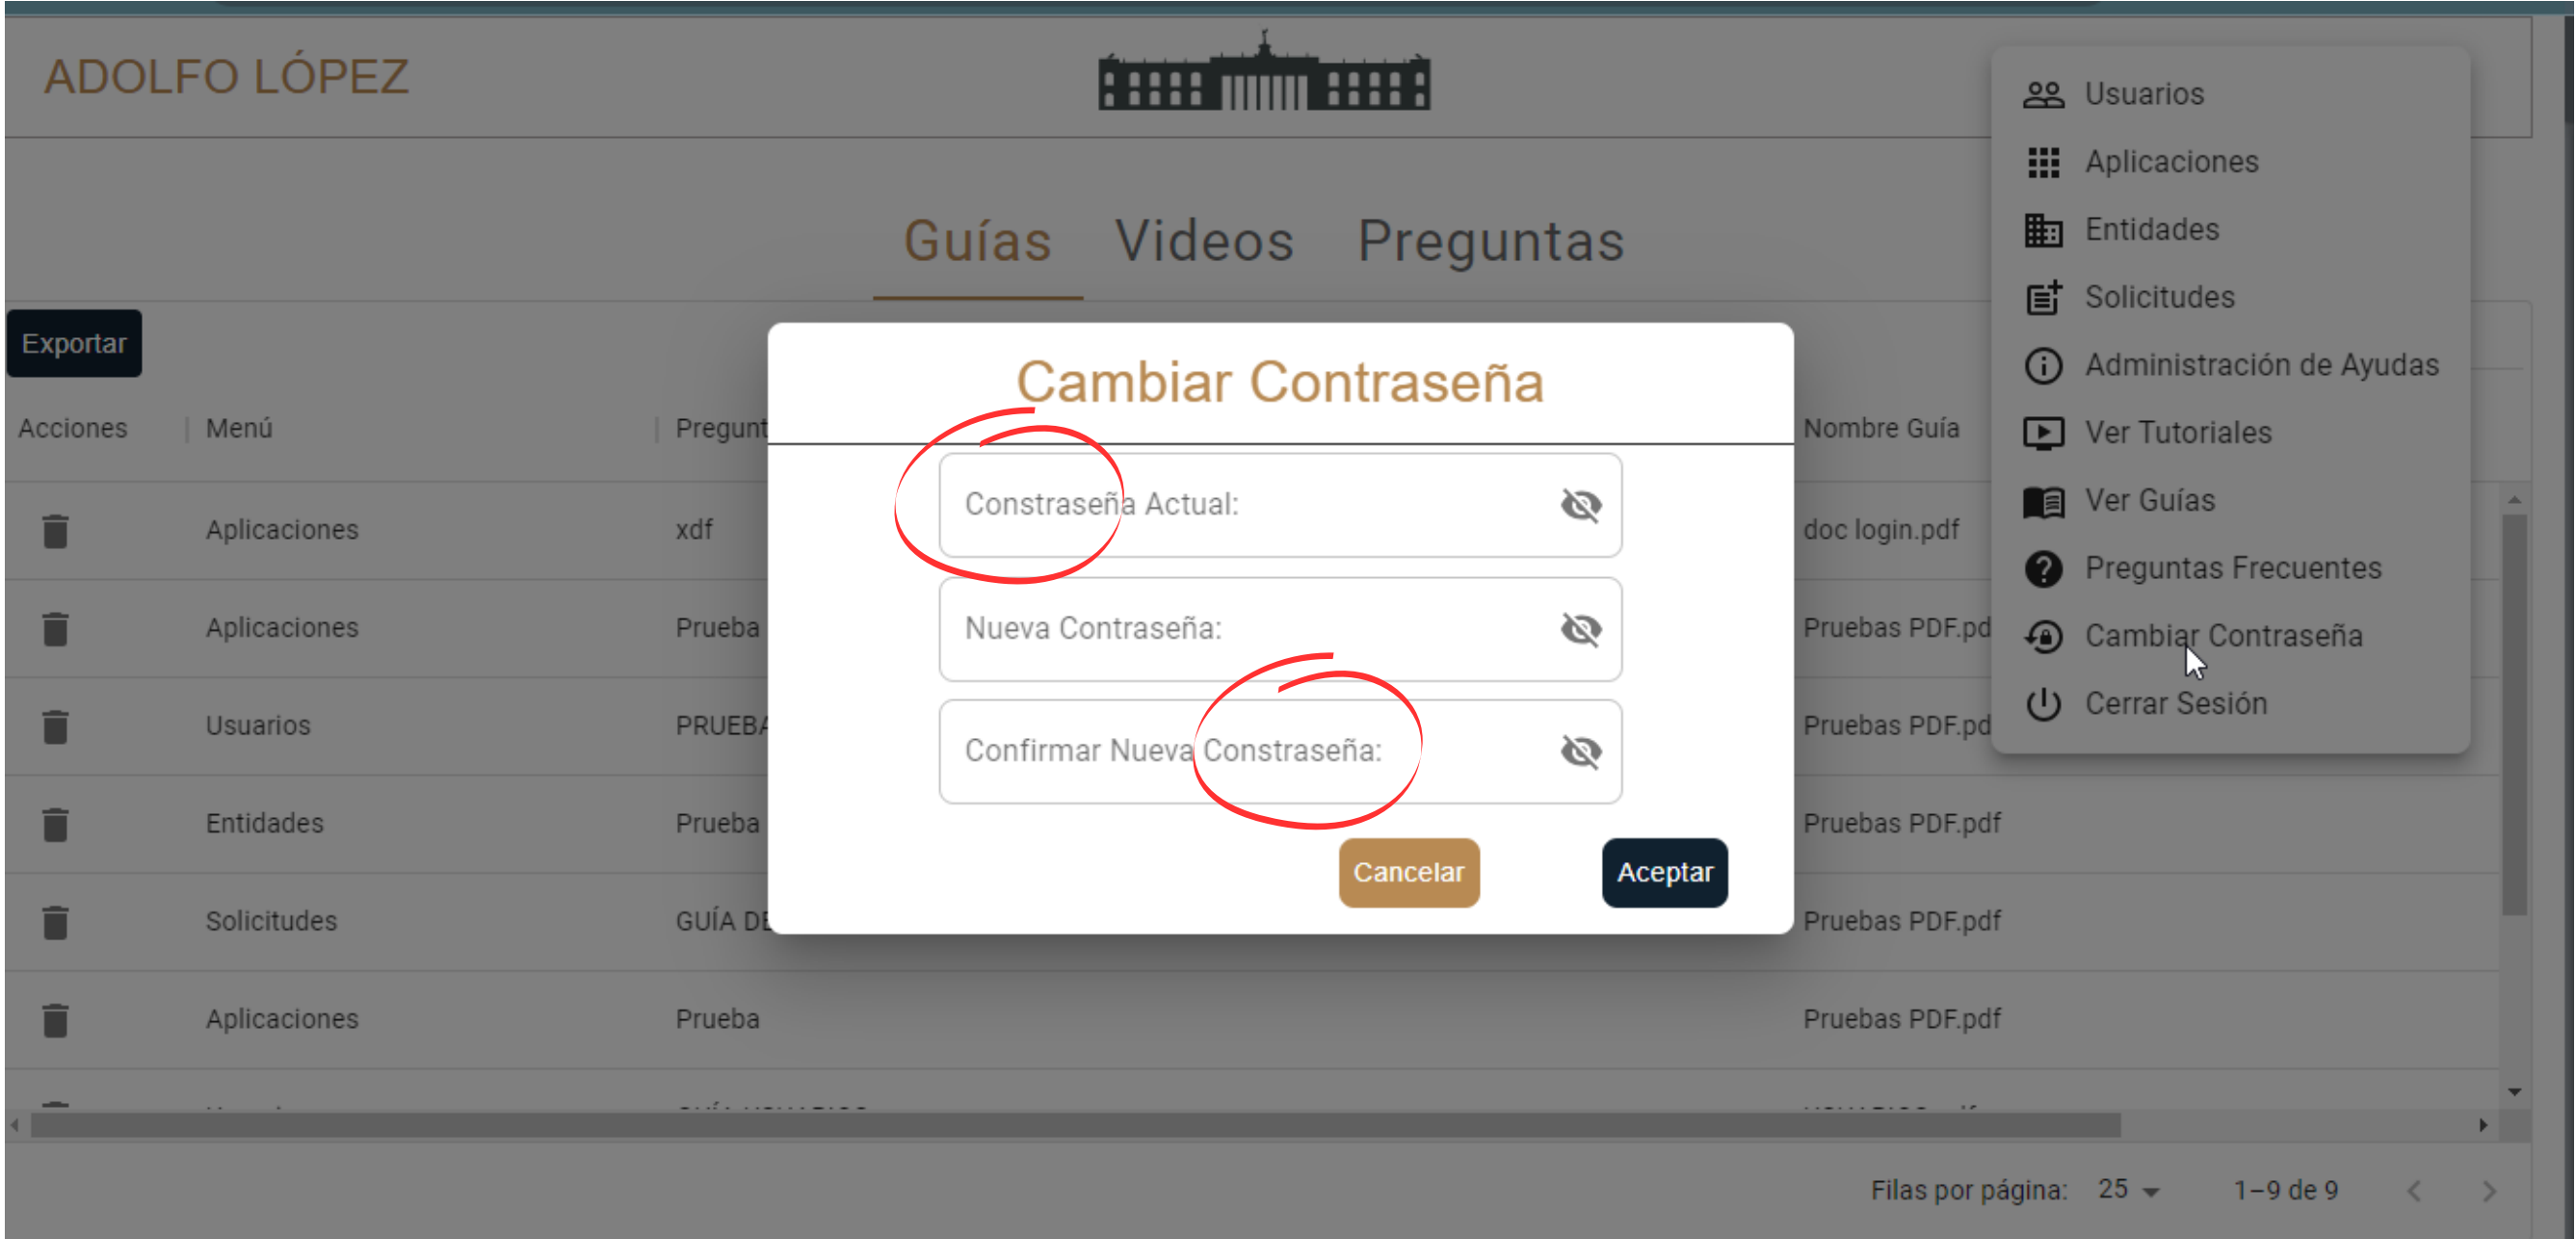 ADOLFO LÓPEZ
Usuarios
Aplicaciones
Entidades
Solicitudes
Administración de Ayudas
Ver Tutoriales
Ver Guías
Preguntas Frecuentes
Cambiar Contraseña
Cerrar Sesión
Guías Videos Preguntas
Exportar
Cambiar Contraseña
Constraseña Actual:
Nueva Contraseña:
Confirmar Nueva Constraseña:
Cancelar Aceptar
Acciones Menú Pregunt Nombre Guía
Aplicaciones xdf doc login.pdf
Aplicaciones Prueba Pruebas PDF.pd
Usuarios PRUEBA Pruebas PDF.pd
Entidades Prueba Pruebas PDF.pdf
Solicitudes GUÍA DE Pruebas PDF.pdf
Aplicaciones Prueba Pruebas PDF.pdf
Filas por página: 25 1–9 de 9